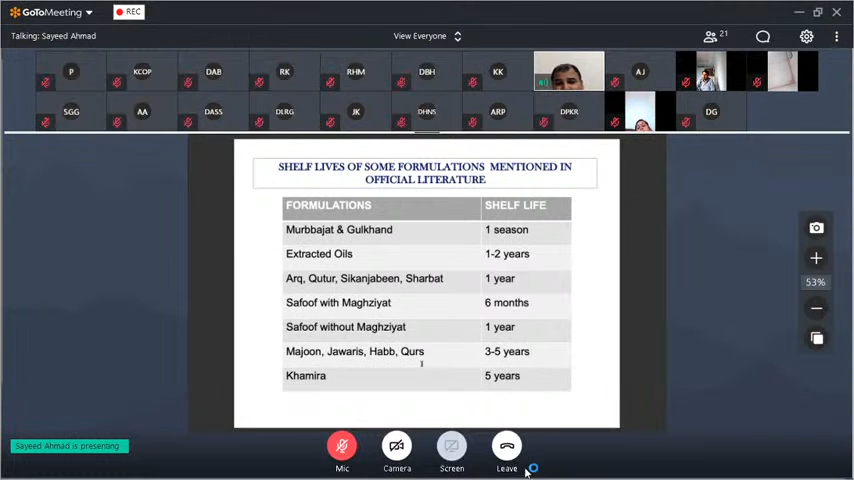 GoToMeeting
REC
Talking: Sayeed Ahmad
View Everyone
21
P
KCOP
DAB
RK
RHM
DBH
KK
AJ
SGG
AA
DASS
DLRG
JK
DHNS
ARP
DPKR
DG
SHELF LIVES OF SOME FORMULATIONS MENTIONED IN
OFFICIAL LITERATURE
FORMULATIONS SHELF LIFE
Murbbajat & Gulkhand 1 season
Extracted Oils 1-2 years
Arq, Qutur, Sikanjabeen, Sharbat 1 year
Safoof with Maghziyat 6 months
Safoof without Maghziyat 1 year
Majoon, Jawaris, Habb, Qurs 3-5 years
Khamira 5 years
53%
Sayeed Ahmad is presenting
Mic
Camera
Screen
Leave